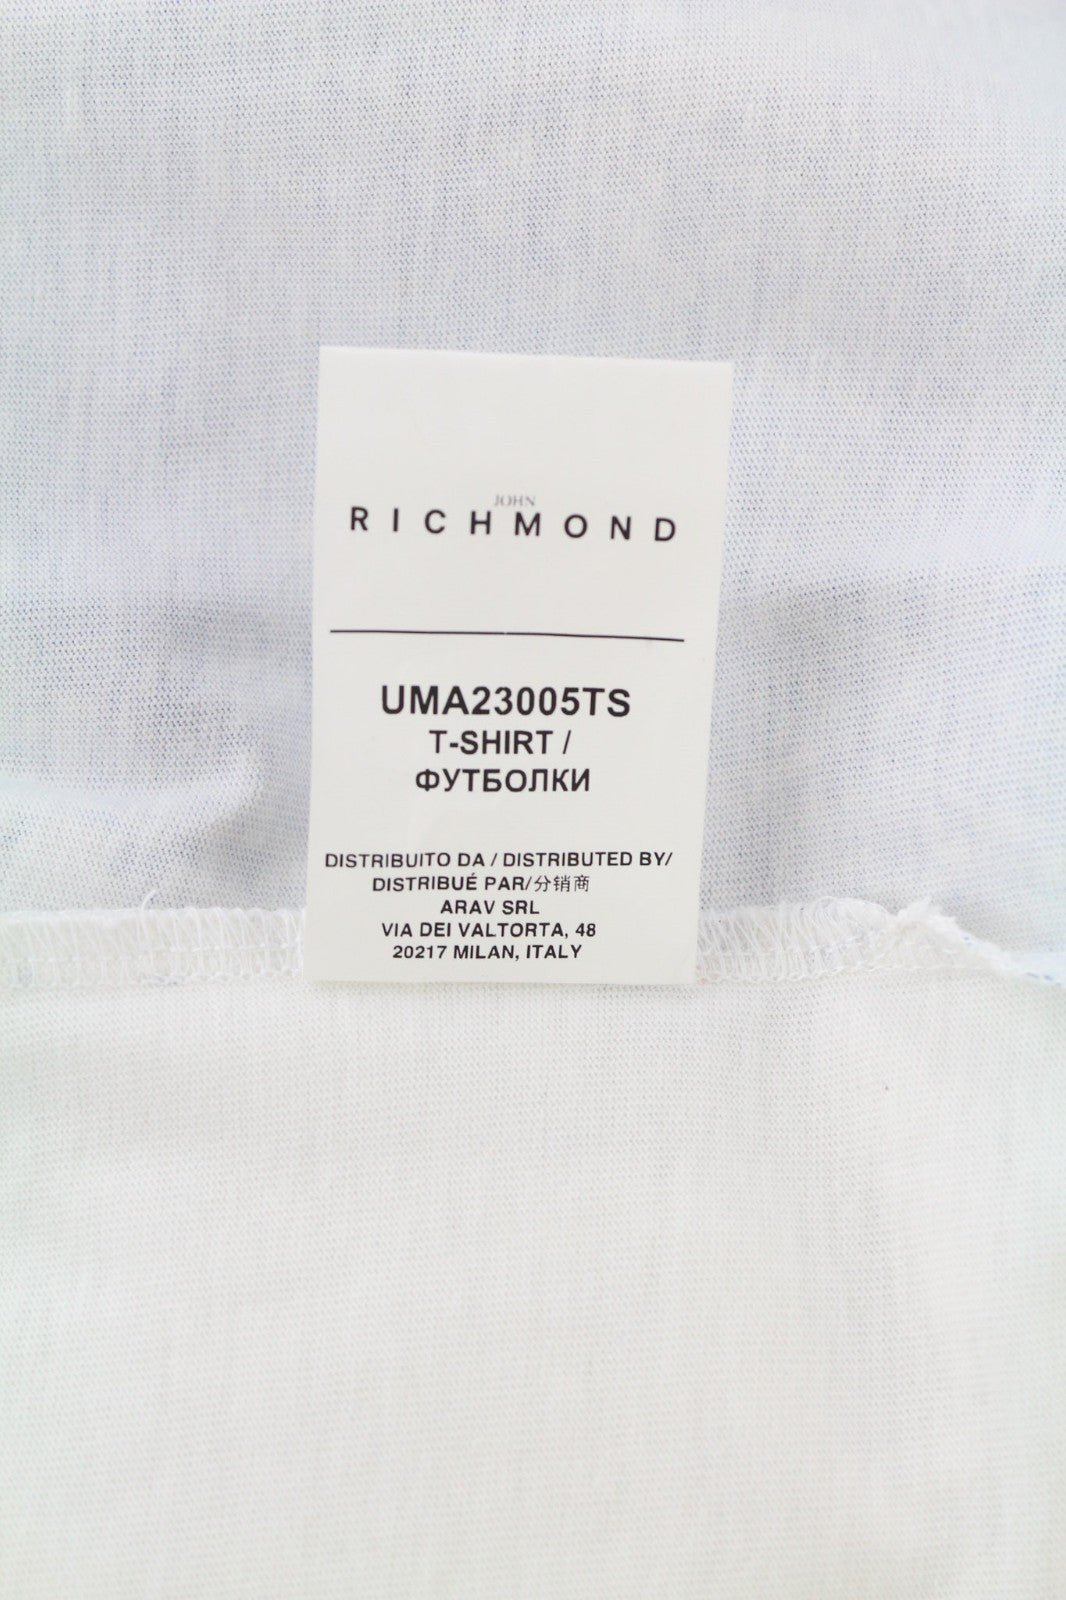 JOHN
RICHMOND
UMA23005TS
T-SHIRT /
ФУТБОЛКИ
DISTRIBUITO DA / DISTRIBUTED BY/
DISTRIBUÉ PAR/分销商
ARAV SRL
VIA DEI VALTORTA, 48
20217 MILAN, ITALY